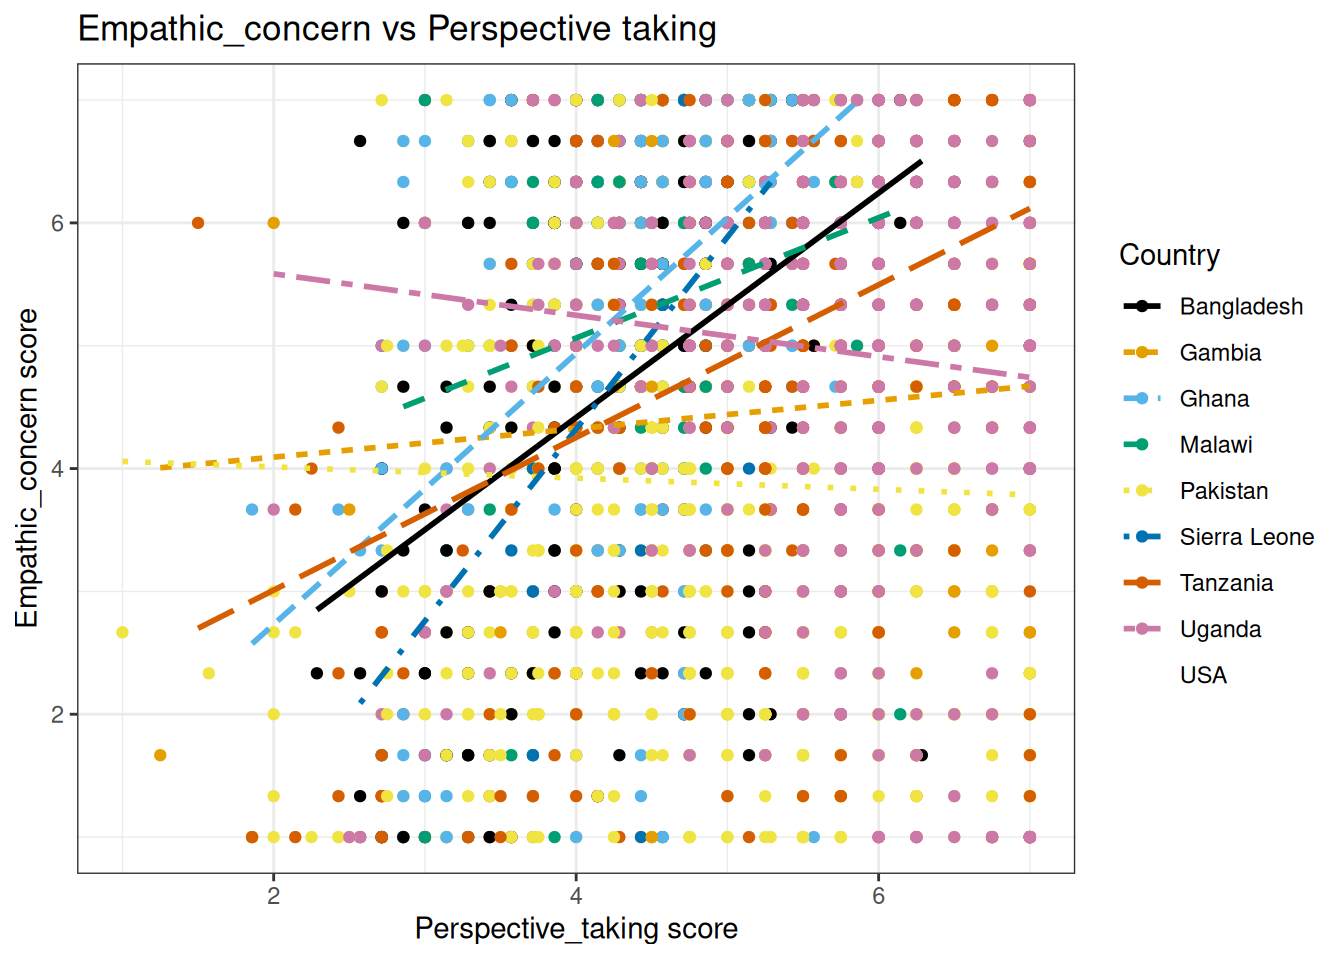 Empathic_concern vs Perspective taking
Empathic_concern score
6
4
2
2
4
6
Perspective_taking score
Country
Bangladesh
Gambia
Ghana
Malawi
Pakistan
Sierra Leone
Tanzania
Uganda
USA